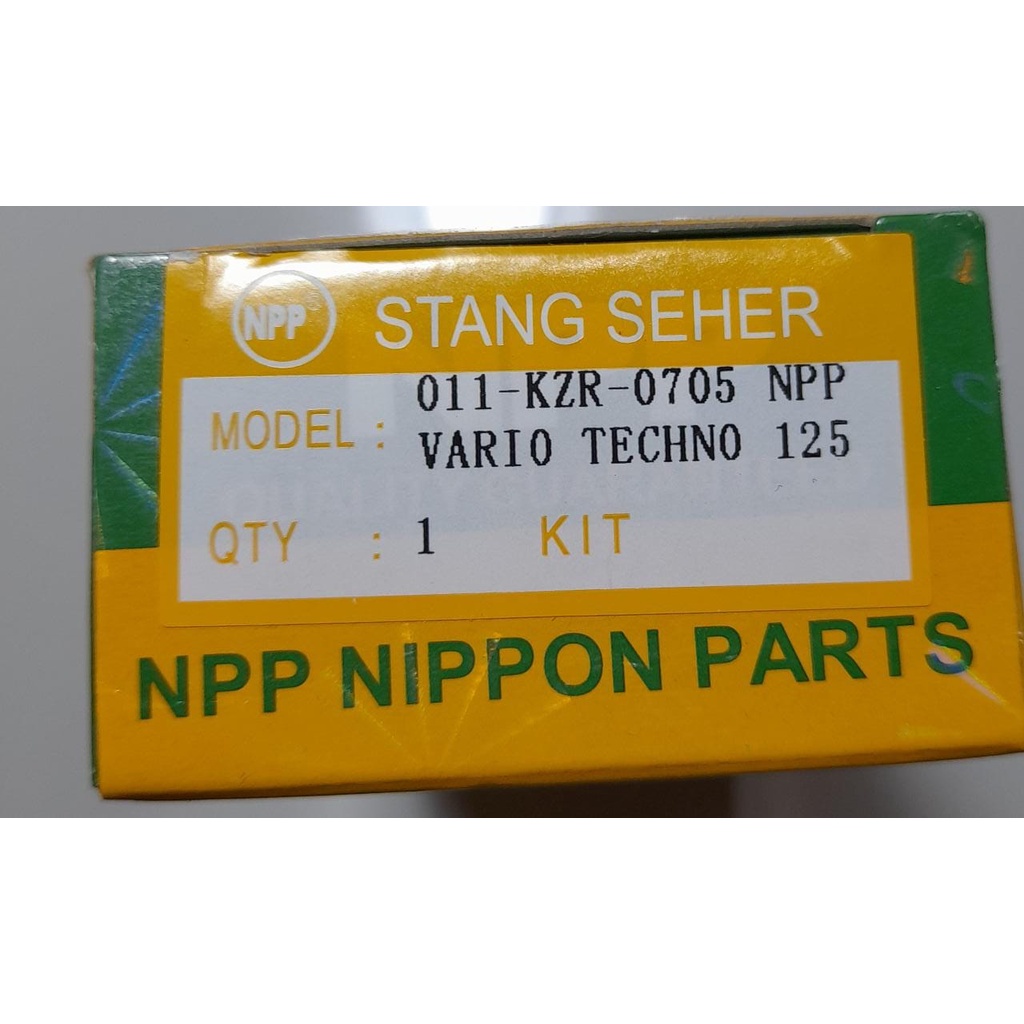 NPP STANG SEHER
MODEL : 011-KZR-0705 NPP
VARIO TECHNO 125
QTY : 1 KIT
NPP NIPPON PARTS